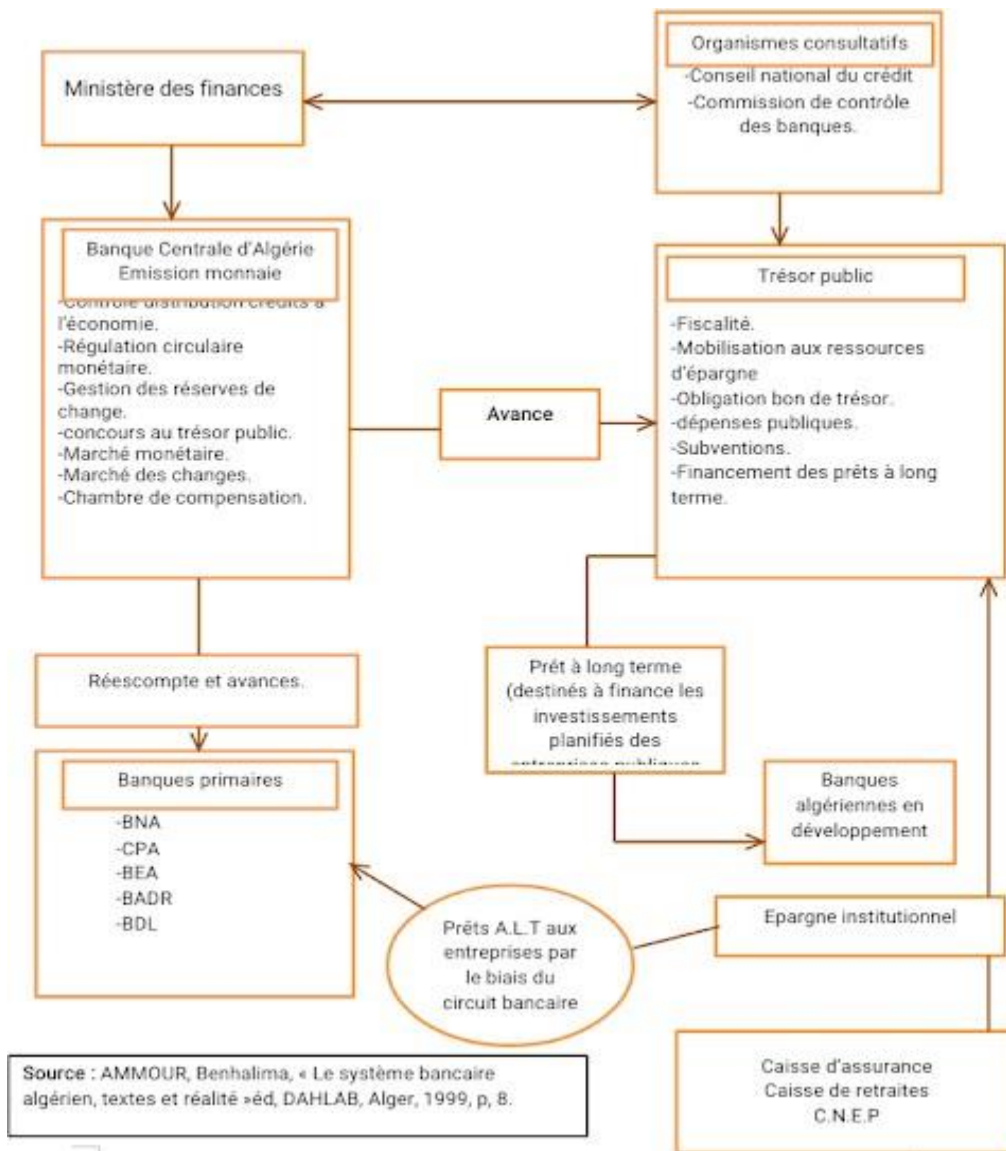 Organismes consultatifs
-Conseil national du crédit
-Commission de contrôle
des banques.
Ministère des finances
Banque Centrale d'Algérie
Emission monnaie
-Contrôle distribution crédits à
l'économie.
-Régulation circulaire
monétaire.
-Gestion des réserves de
change.
-concours au trésor public.
-Marché monétaire.
-Marché des changes.
-Chambre de compensation.
Avance
Trésor public
-Fiscalité.
-Mobilisation aux ressources
d'épargne
-Obligation bon de trésor.
-dépenses publiques.
-Subventions.
-Financement des prêts à long
terme.
Réescompte et avances.
Prêt à long terme
(destinés à finance les
investissements
planifiés des
entreprises publiques
Banques primaires
-BNA
-CPA
-BEA
-BADR
-BDL
Banques
algériennes en
développement
Prêts A.L.T aux
entreprises par
le biais du
circuit bancaire
Epargne institutionnel
Caisse d'assurance
Caisse de retraites
C.N.E.P
Source : AMMOUR, Benhalima, « Le système bancaire
algérien, textes et réalité »éd, DAHLAB, Alger, 1999, p, 8.